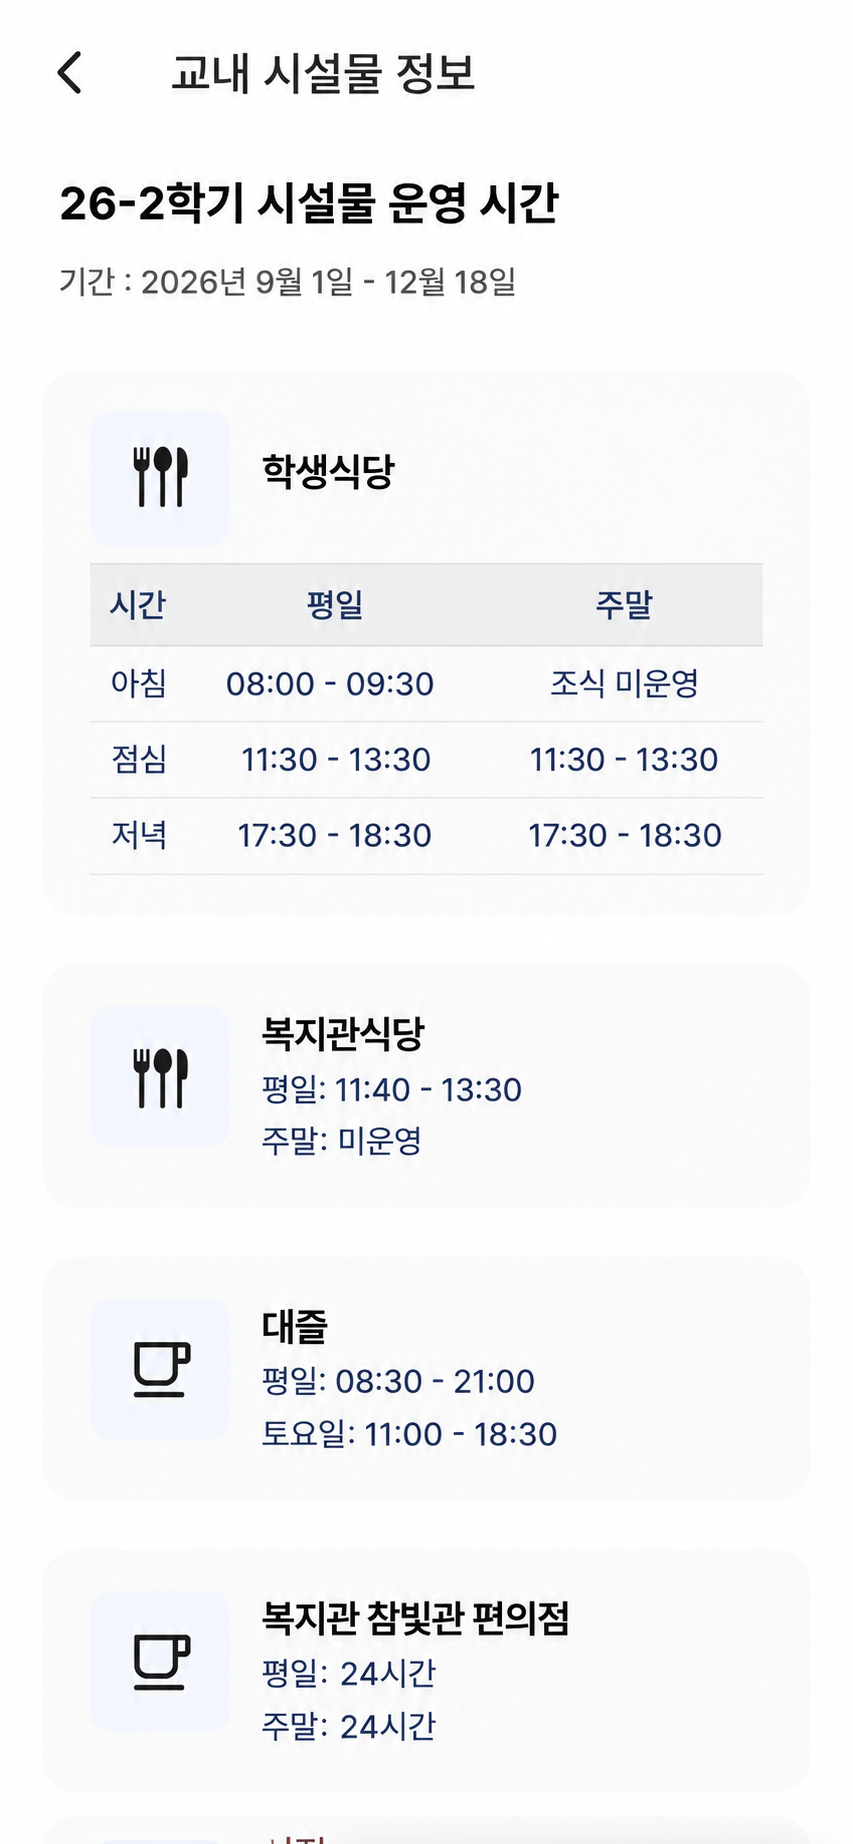 교내 시설물 정보
26-2학기 시설물 운영 시간
기간 : 2026년 9월 1일 - 12월 18일
학생식당
시간 평일 주말
아침 08:00 - 09:30 조식 미운영
점심 11:30 - 13:30 11:30 - 13:30
저녁 17:30 - 18:30 17:30 - 18:30
복지관식당
평일: 11:40 - 13:30
주말: 미운영
대즐
평일: 08:30 - 21:00
토요일: 11:00 - 18:30
복지관 참빛관 편의점
평일: 24시간
주말: 24시간